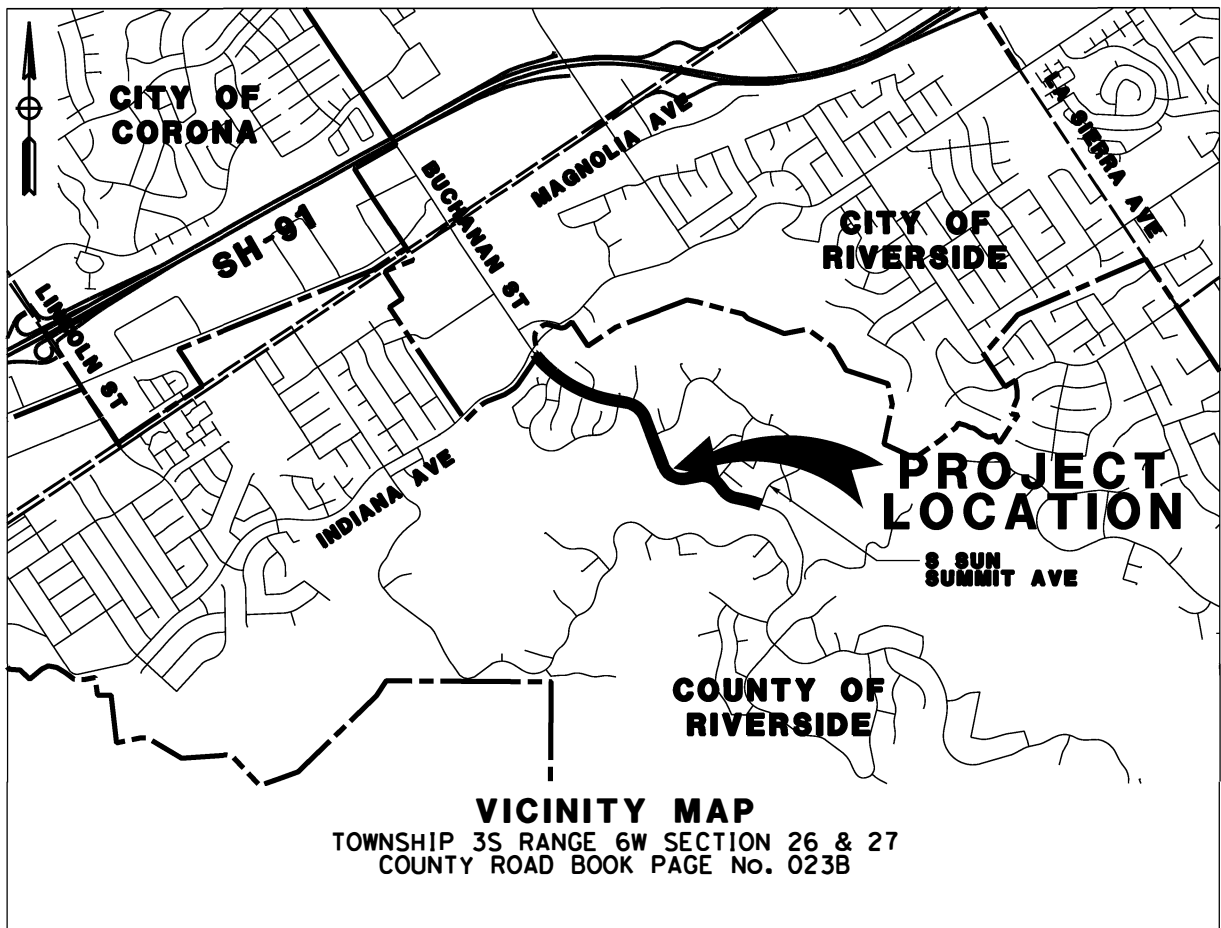 CITY OF
CORONA
SH-91
BUCHANAN ST
MAGNOLIA AVE
LA SIERRA AVE
CITY OF
RIVERSIDE
LINCOLN ST
INDIANA AVE
PROJECT
LOCATION
S SUN
SUMMIT AVE
COUNTY OF
RIVERSIDE
VICINITY MAP
TOWNSHIP 3S RANGE 6W SECTION 26 & 27
COUNTY ROAD BOOK PAGE No. 023B